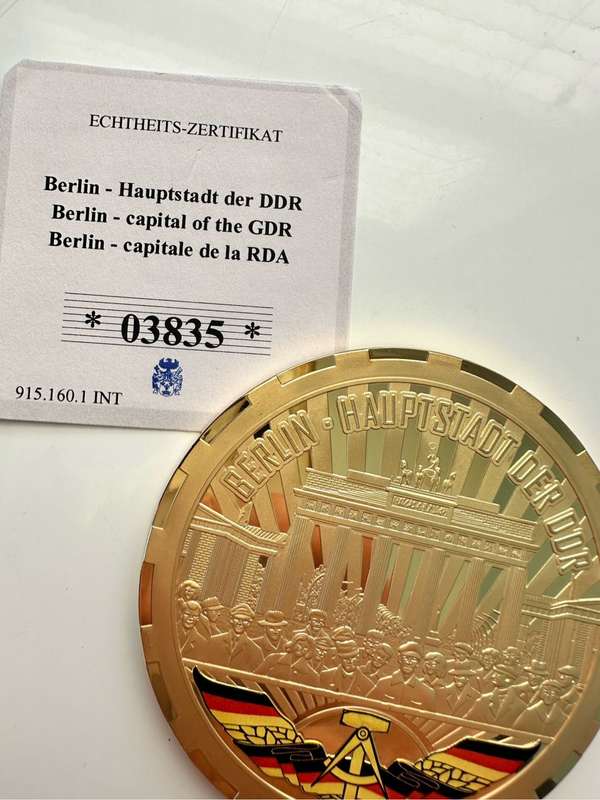 ECHTHEITS-ZERTIFIKAT
Berlin - Hauptstadt der DDR
Berlin - capital of the GDR
Berlin - capitale de la RDA
* 03835 *
915.160.1 INT
BERLIN - HAUPTSTADT DER DDR